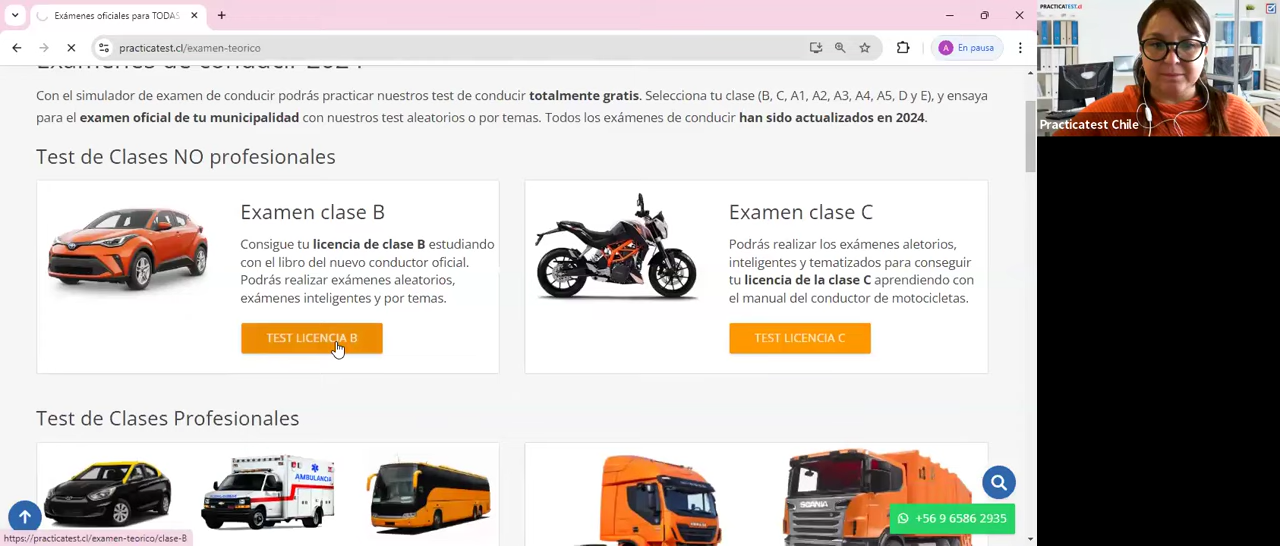 Exámenes oficiales para TODAS
practicatest.cl/examen-teorico
A
En pausa
Con el simulador de examen de conducir podrás practicar nuestros test de conducir totalmente gratis. Selecciona tu clase (B, C, A1, A2, A3, A4, A5, D y E), y ensaya
para el examen oficial de tu municipalidad con nuestros test aleatorios o por temas. Todos los exámenes de conducir han sido actualizados en 2024.
Test de Clases NO profesionales
Examen clase B
Consigue tu licencia de clase B estudiando
con el libro del nuevo conductor oficial.
Podrás realizar exámenes aleatorios,
exámenes inteligentes y por temas.
TEST LICENCIA B
Examen clase C
Podrás realizar los exámenes aletorios,
inteligentes y tematizados para conseguir
tu licencia de la clase C aprendiendo con
el manual del conductor de motocicletas.
TEST LICENCIA C
Test de Clases Profesionales
AMBULANCIA
SCANIA
+56 9 6586 2935
https://practicatest.cl/examen-teorico/clase-B
PRACTICATEST.cl
Practicatest Chile